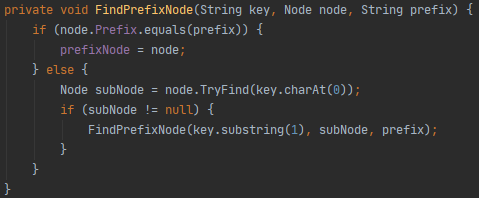 private void FindPrefixNode(String key, Node node, String prefix) {
    if (node.Prefix.equals(prefix)) {
        prefixNode = node;
    } else {
        Node subNode = node.TryFind(key.charAt(0));
        if (subNode != null) {
            FindPrefixNode(key.substring(1), subNode, prefix);
        }
    }
}